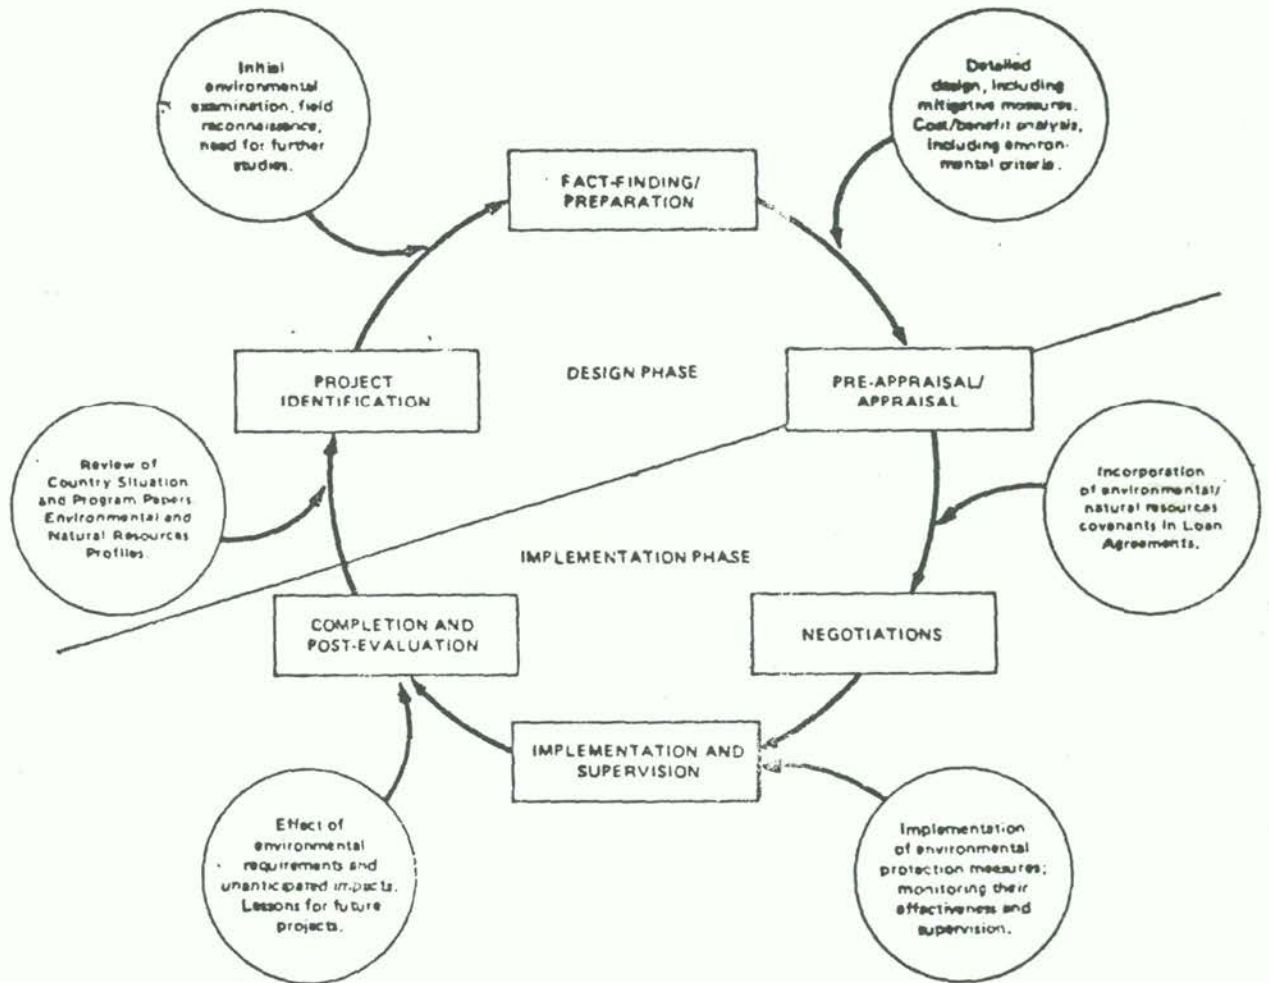 Initial
environmental
examination, field
reconnaissance,
need for further
studies.
Detailed
design, including
mitigative measures.
Cost/benefit analysis,
including environ-
mental criteria.
FACT-FINDING/
PREPARATION
PROJECT
IDENTIFICATION
DESIGN PHASE
PRE-APPRAISAL/
APPRAISAL
Review of
Country Situation
and Program Papers.
Environmental and
Natural Resources
Profiles.
Incorporation
of environmental/
natural resources
covenants in Loan
Agreements.
IMPLEMENTATION PHASE
COMPLETION AND
POST-EVALUATION
NEGOTIATIONS
IMPLEMENTATION AND
SUPERVISION
Effect of
environmental
requirements and
unanticipated impacts.
Lessons for future
projects.
Implementation
of environmental
protection measures;
monitoring their
effectiveness and
supervision.